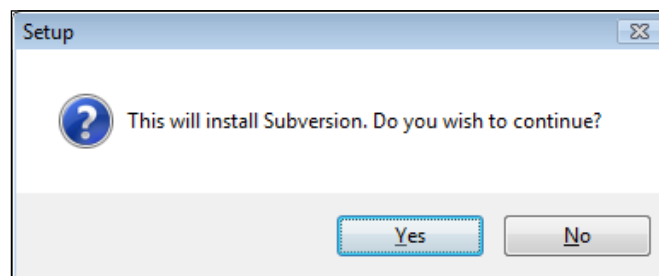 Setup
This will install Subversion. Do you wish to continue?
Yes
No